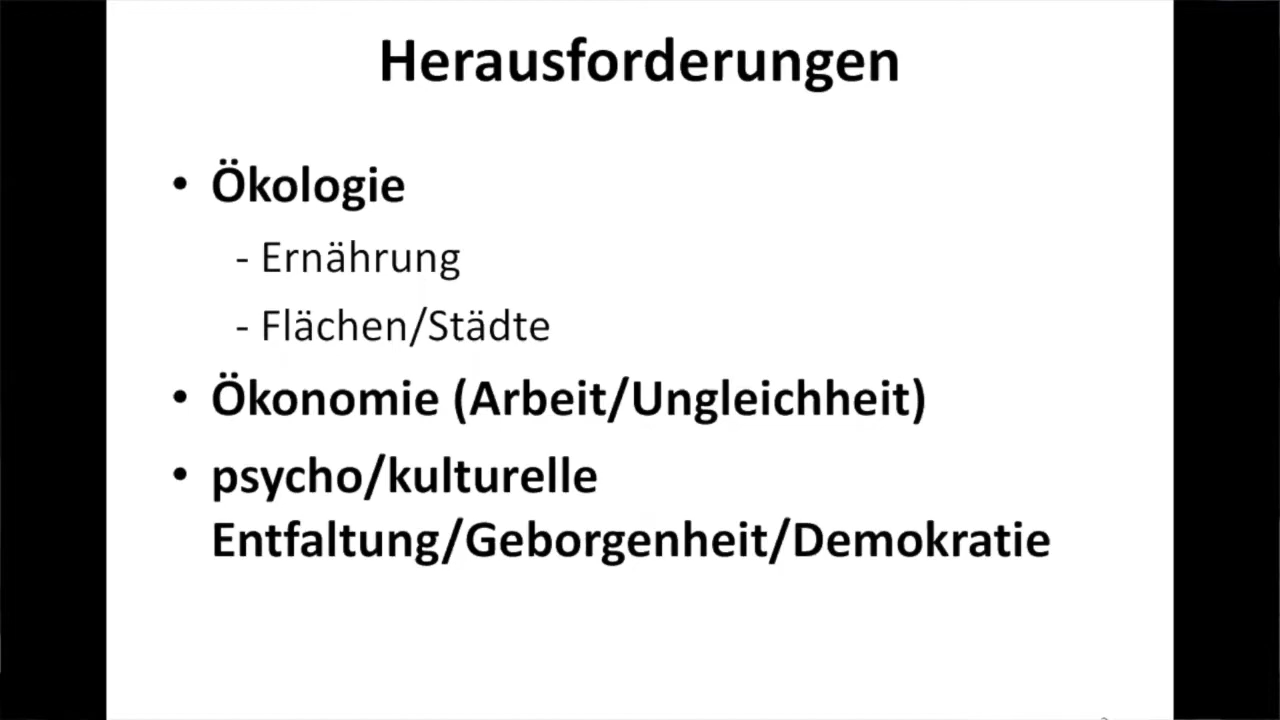 Herausforderungen
• Ökologie
- Ernährung
- Flächen/Städte
• Ökonomie (Arbeit/Ungleichheit)
• psycho/kulturelle
Entfaltung/Geborgenheit/Demokratie